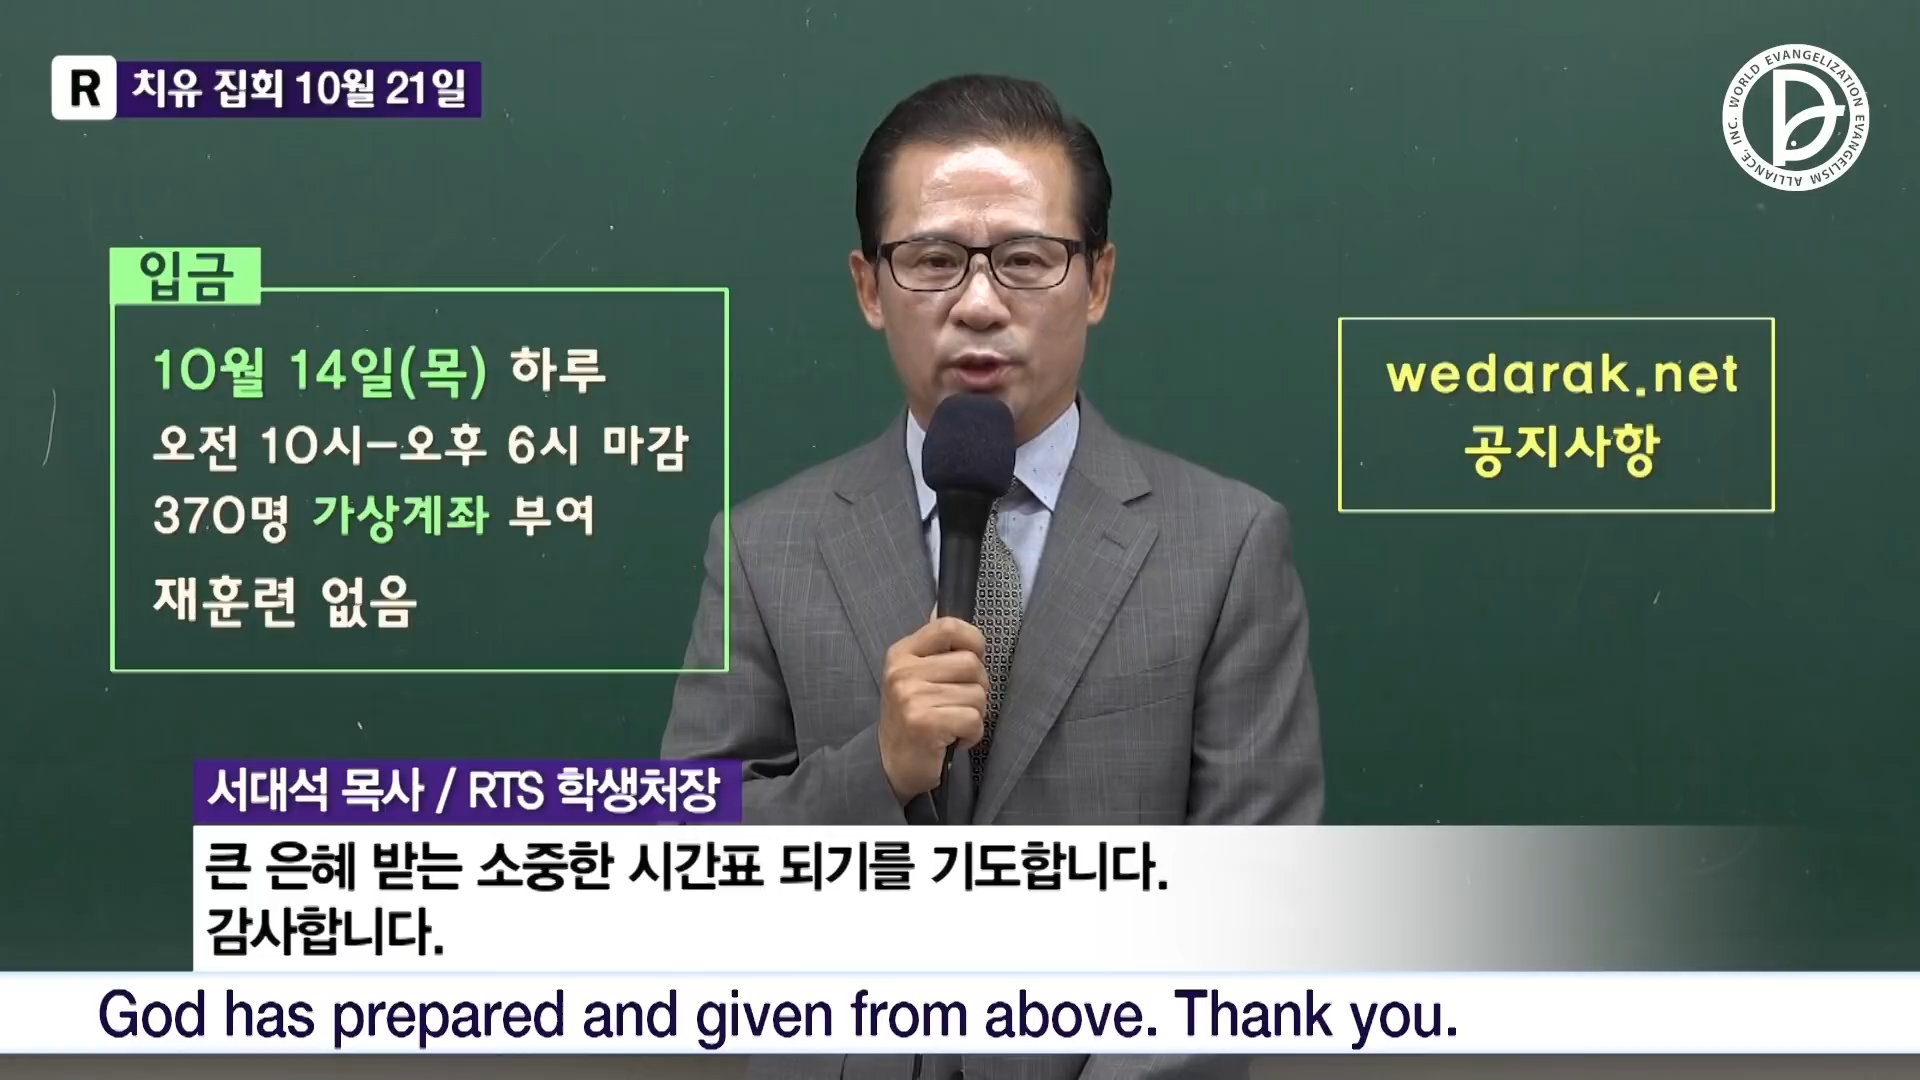 R 치유 집회 10월 21일
WORLD EVANGELIZATION EVANGELISM ALLIANCE, INC.
입금
10월 14일(목) 하루
오전 10시-오후 6시 마감
370명 가상계좌 부여
재훈련 없음
wedarak.net
공지사항
서대석 목사 / RTS 학생처장
큰 은혜 받는 소중한 시간표 되기를 기도합니다.
감사합니다.
God has prepared and given from above. Thank you.